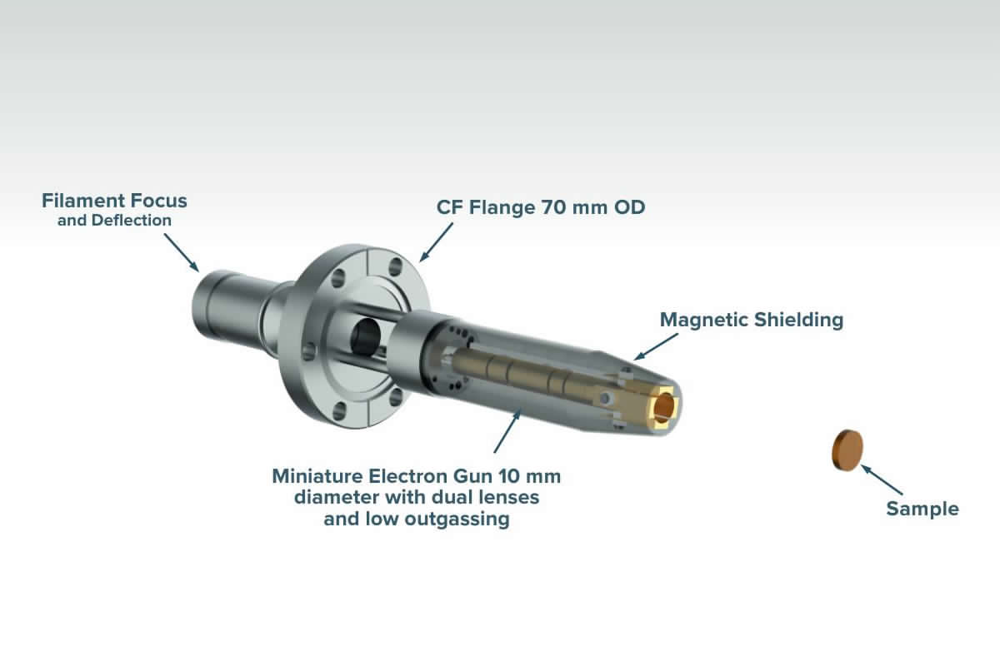 Filament Focus
and Deflection
CF Flange 70 mm OD
Magnetic Shielding
Miniature Electron Gun 10 mm
diameter with dual lenses
and low outgassing
Sample